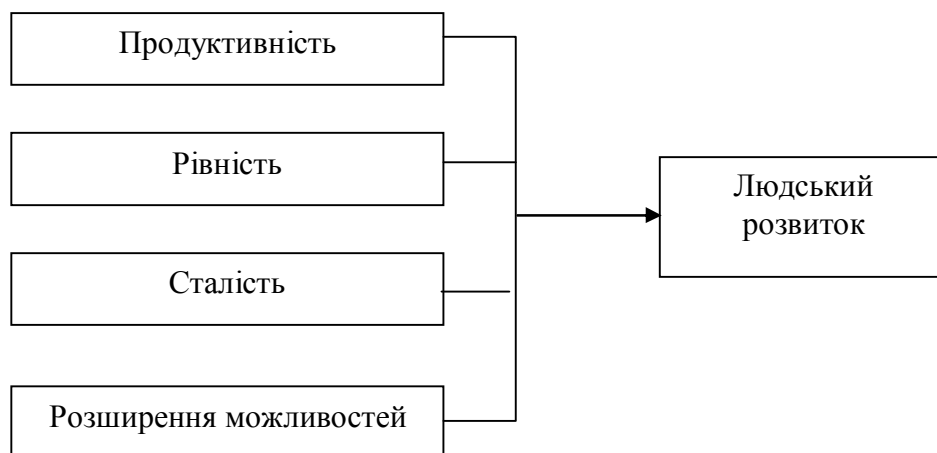 Продуктивність
Рівність
Сталість
Розширення можливостей
Людський
розвиток